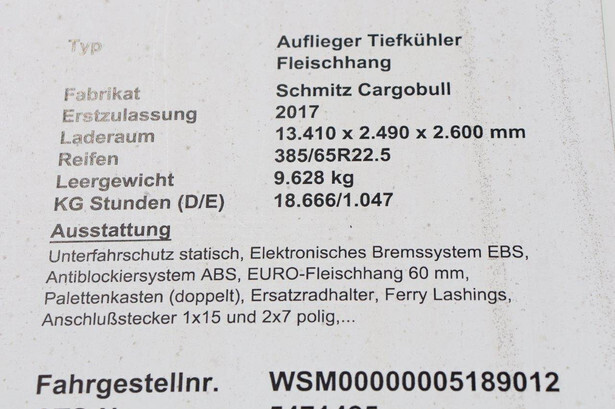 Typ Auflieger Tiefkühler
Fleischhang
Fabrikat Schmitz Cargobull
Erstzulassung 2017
Laderaum 13.410 x 2.490 x 2.600 mm
Reifen 385/65R22.5
Leergewicht 9.628 kg
KG Stunden (D/E) 18.666/1.047
Ausstattung
Unterfahrschutz statisch, Elektronisches Bremssystem EBS,
Antiblockiersystem ABS, EURO-Fleischhang 60 mm,
Palettenkasten (doppelt), Ersatzradhalter, Ferry Lashings,
Anschlußstecker 1x15 und 2x7 polig,...
Fahrgestellnr. WSM00000005189012